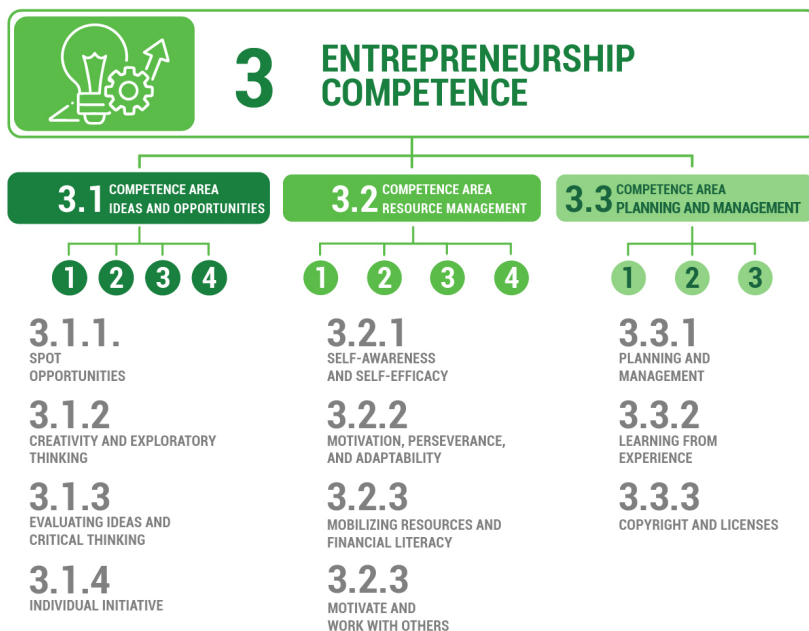 3
ENTREPRENEURSHIP
COMPETENCE
3.1
COMPETENCE AREA
IDEAS AND OPPORTUNITIES
1 2 3 4
3.1.1.
SPOT
OPPORTUNITIES
3.1.2
CREATIVITY AND EXPLORATORY
THINKING
3.1.3
EVALUATING IDEAS AND
CRITICAL THINKING
3.1.4
INDIVIDUAL INITIATIVE
3.2
COMPETENCE AREA
RESOURCE MANAGEMENT
1 2 3 4
3.2.1
SELF-AWARENESS
AND SELF-EFFICACY
3.2.2
MOTIVATION, PERSEVERANCE,
AND ADAPTABILITY
3.2.3
MOBILIZING RESOURCES AND
FINANCIAL LITERACY
3.2.3
MOTIVATE AND
WORK WITH OTHERS
3.3
COMPETENCE AREA
PLANNING AND MANAGEMENT
1 2 3
3.3.1
PLANNING AND
MANAGEMENT
3.3.2
LEARNING FROM
EXPERIENCE
3.3.3
COPYRIGHT AND LICENSES